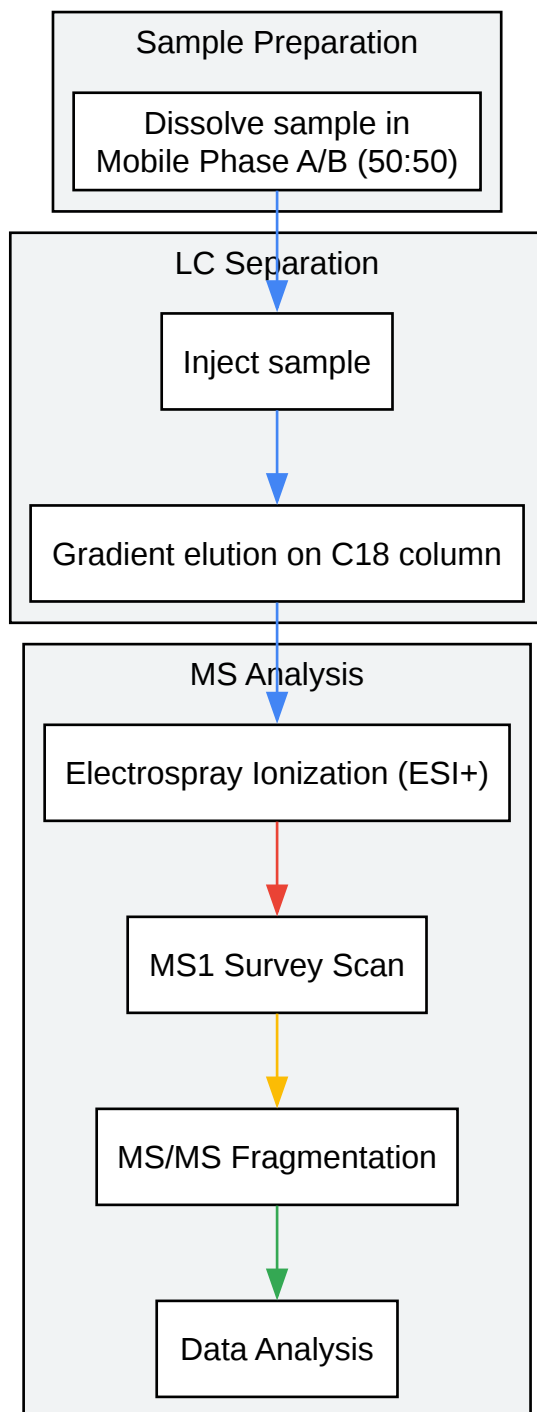 Sample Preparation
Dissolve sample in
Mobile Phase A/B (50:50)
LC Separation
Inject sample
Gradient elution on C18 column
MS Analysis
Electrospray Ionization (ESI+)
MS1 Survey Scan
MS/MS Fragmentation
Data Analysis